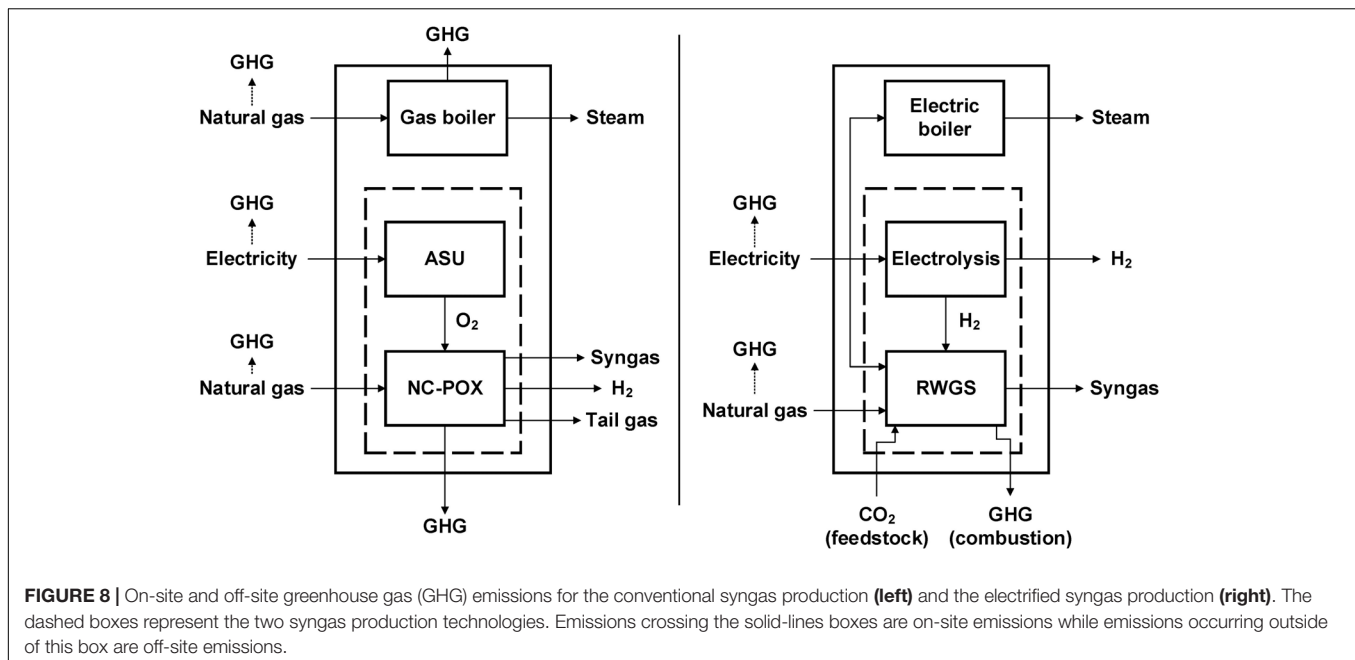 GHG
GHG
Natural gas
Gas boiler
Steam
GHG
Electricity
ASU
O₂
GHG
Natural gas
NC-POX
Syngas
H₂
Tail gas
GHG
Electric
boiler
Steam
GHG
Electricity
Electrolysis
H₂
H₂
GHG
Natural gas
RWGS
Syngas
CO₂
(feedstock)
GHG
(combustion)
FIGURE 8 | On-site and off-site greenhouse gas (GHG) emissions for the conventional syngas production (left) and the electrified syngas production (right). The
dashed boxes represent the two syngas production technologies. Emissions crossing the solid-lines boxes are on-site emissions while emissions occurring outside
of this box are off-site emissions.